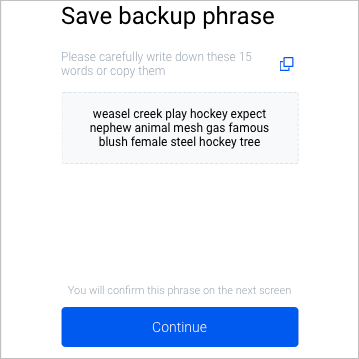 Save backup phrase
Please carefully write down these 15
words or copy them
weasel creek play hockey expect
nephew animal mesh gas famous
blush female steel hockey tree
You will confirm this phrase on the next screen
Continue